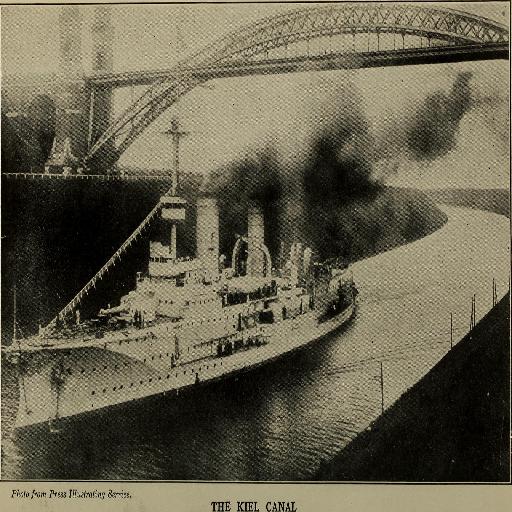 Photo from Press Illustrating Service.
THE KIEL CANAL